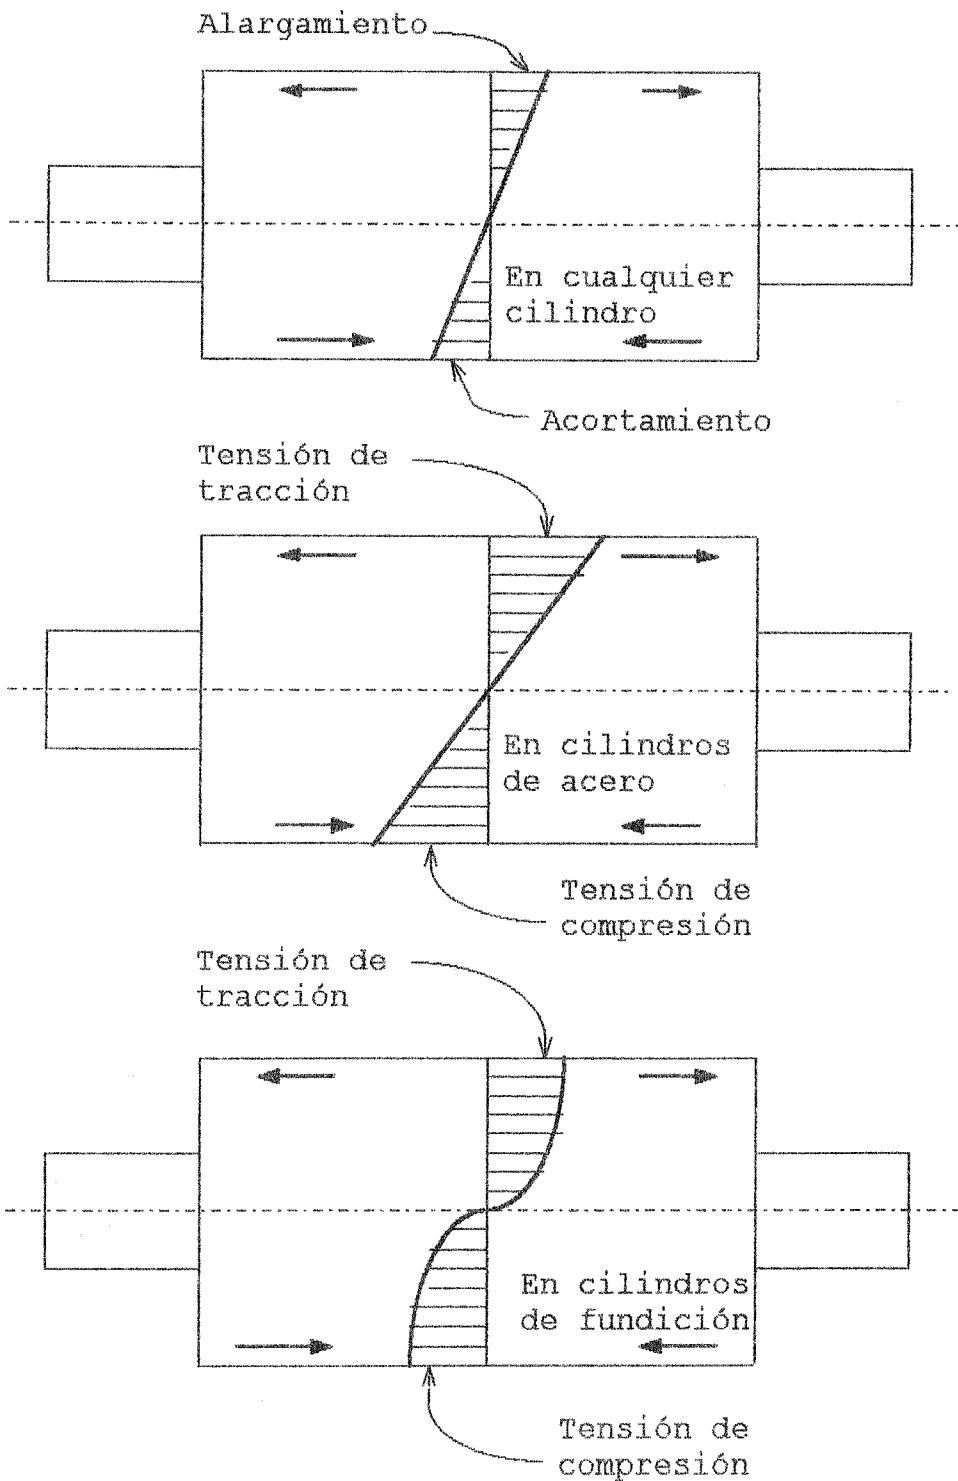 Alargamiento
En cualquier
cilindro
Acortamiento
Tensión de
tracción
En cilindros
de acero
Tensión de
compresión
Tensión de
tracción
En cilindros
de fundición
Tensión de
compresión